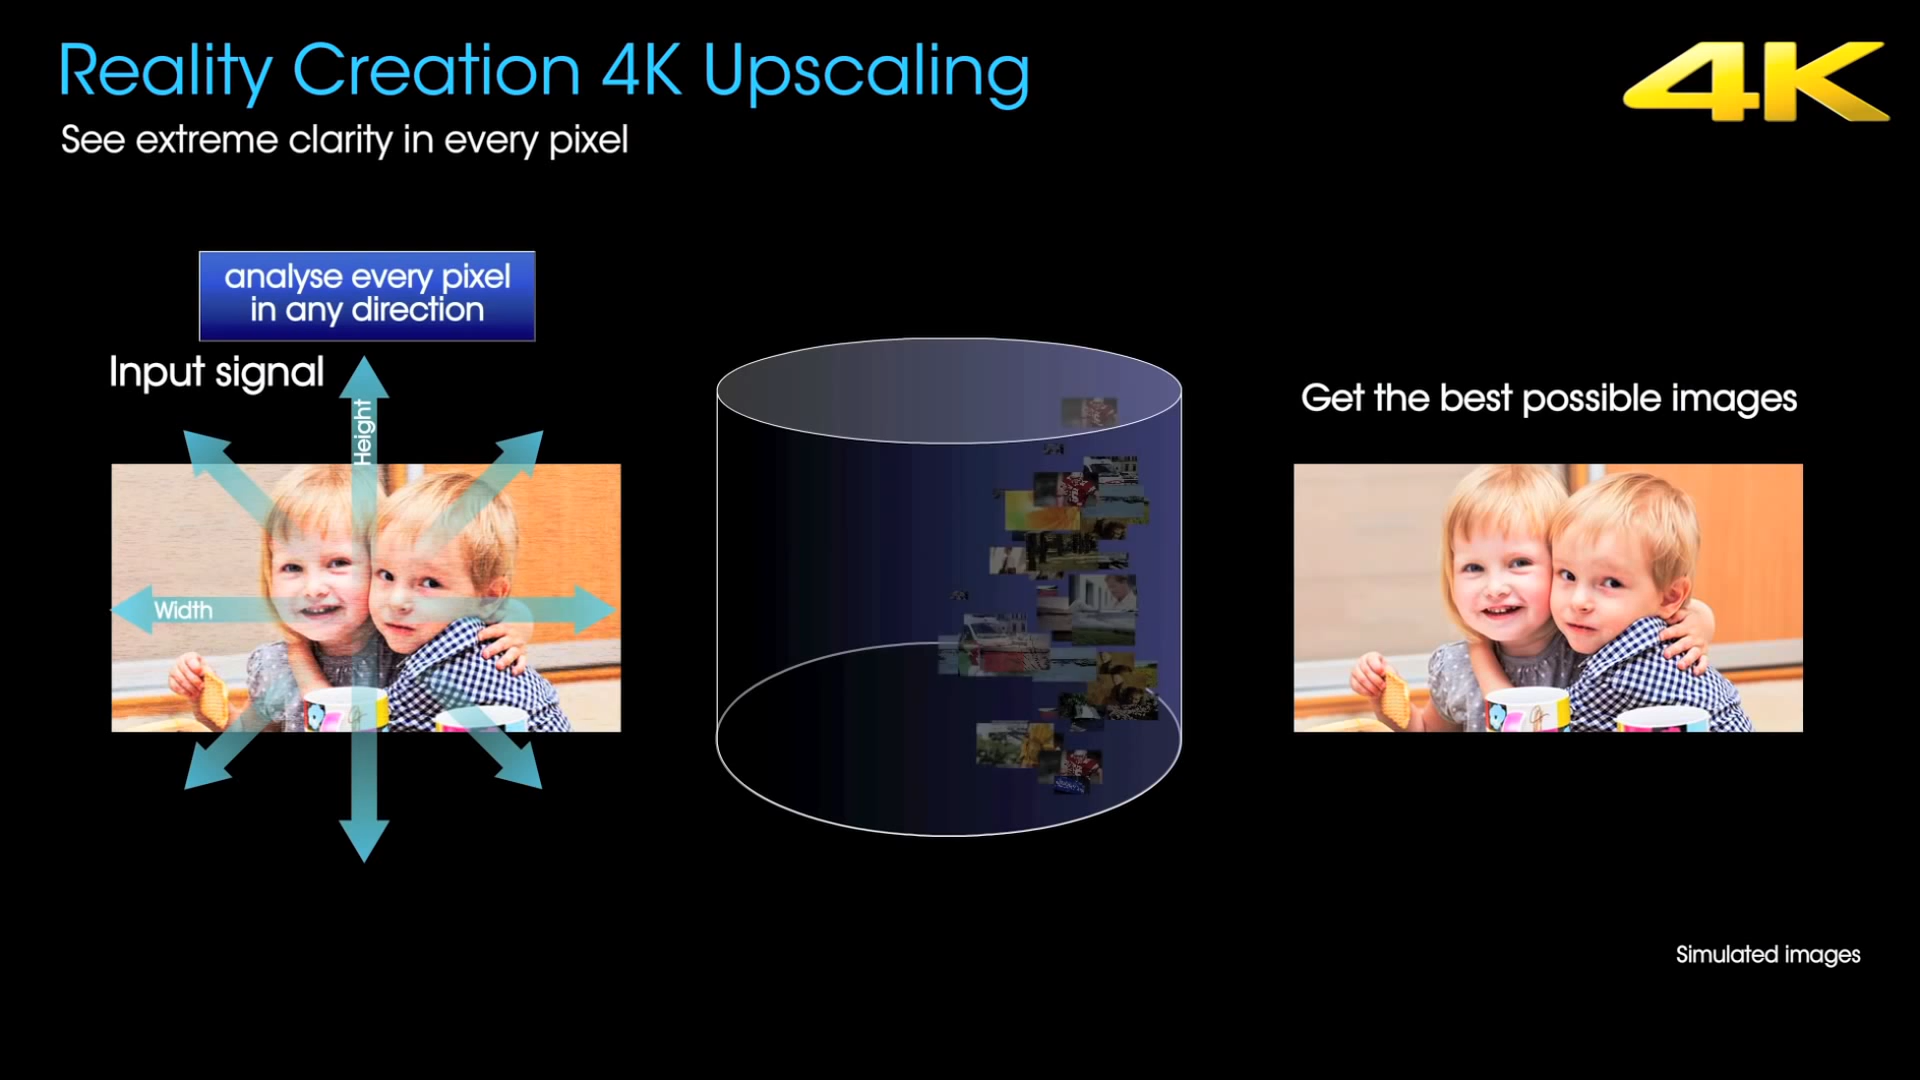 Reality Creation 4K Upscaling
4K
See extreme clarity in every pixel
analyse every pixel
in any direction
Input signal
Height
Width
Get the best possible images
Simulated images